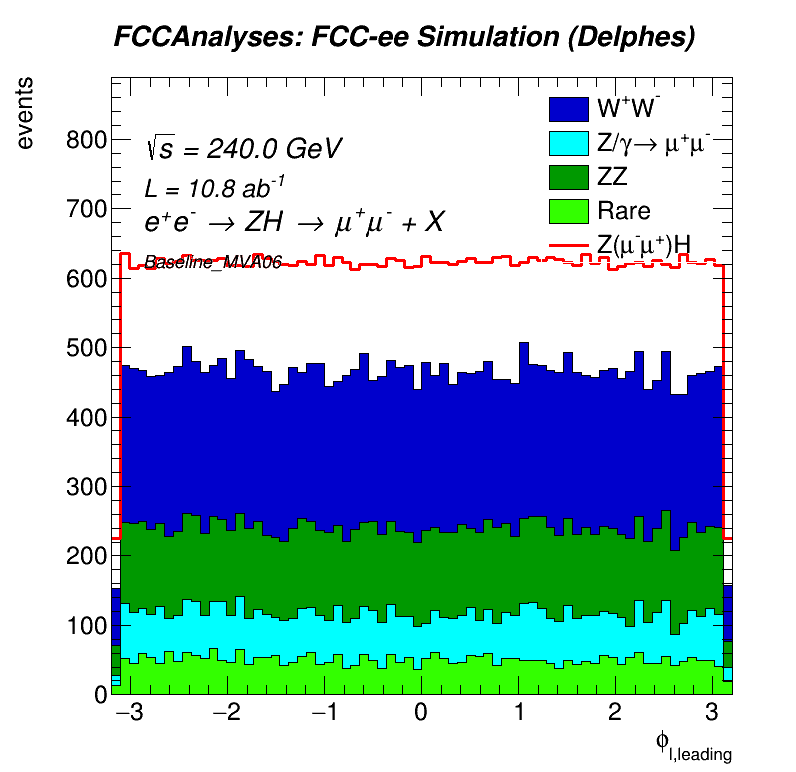 FCCAnalyses: FCC-ee Simulation (Delphes)
events
√s = 240.0 GeV
L = 10.8 ab⁻¹
e⁺e⁻ → ZH → μ⁺μ⁻ + X
Baseline_MVA06
W⁺W⁻
Z/γ→ μ⁺μ⁻
ZZ
Rare
Z(μ⁻μ⁺)H
800
700
600
500
400
300
200
100
0
−3 −2 −1 0 1 2 3
ϕ l,leading